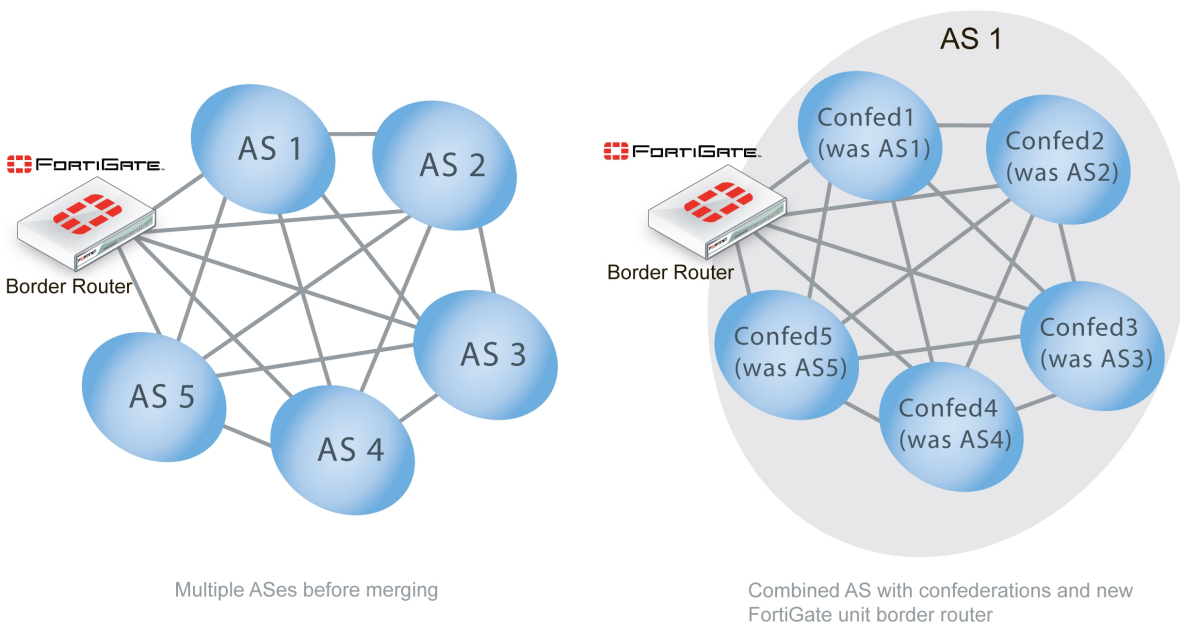 AS 1
AS 2
FORTIGATE
Border Router
AS 3
AS 5
AS 4
Multiple ASes before merging
AS 1
Confed1
(was AS1)
Confed2
(was AS2)
FORTIGATE
Border Router
Confed3
(was AS3)
Confed5
(was AS5)
Confed4
(was AS4)
Combined AS with confederations and new
FortiGate unit border router